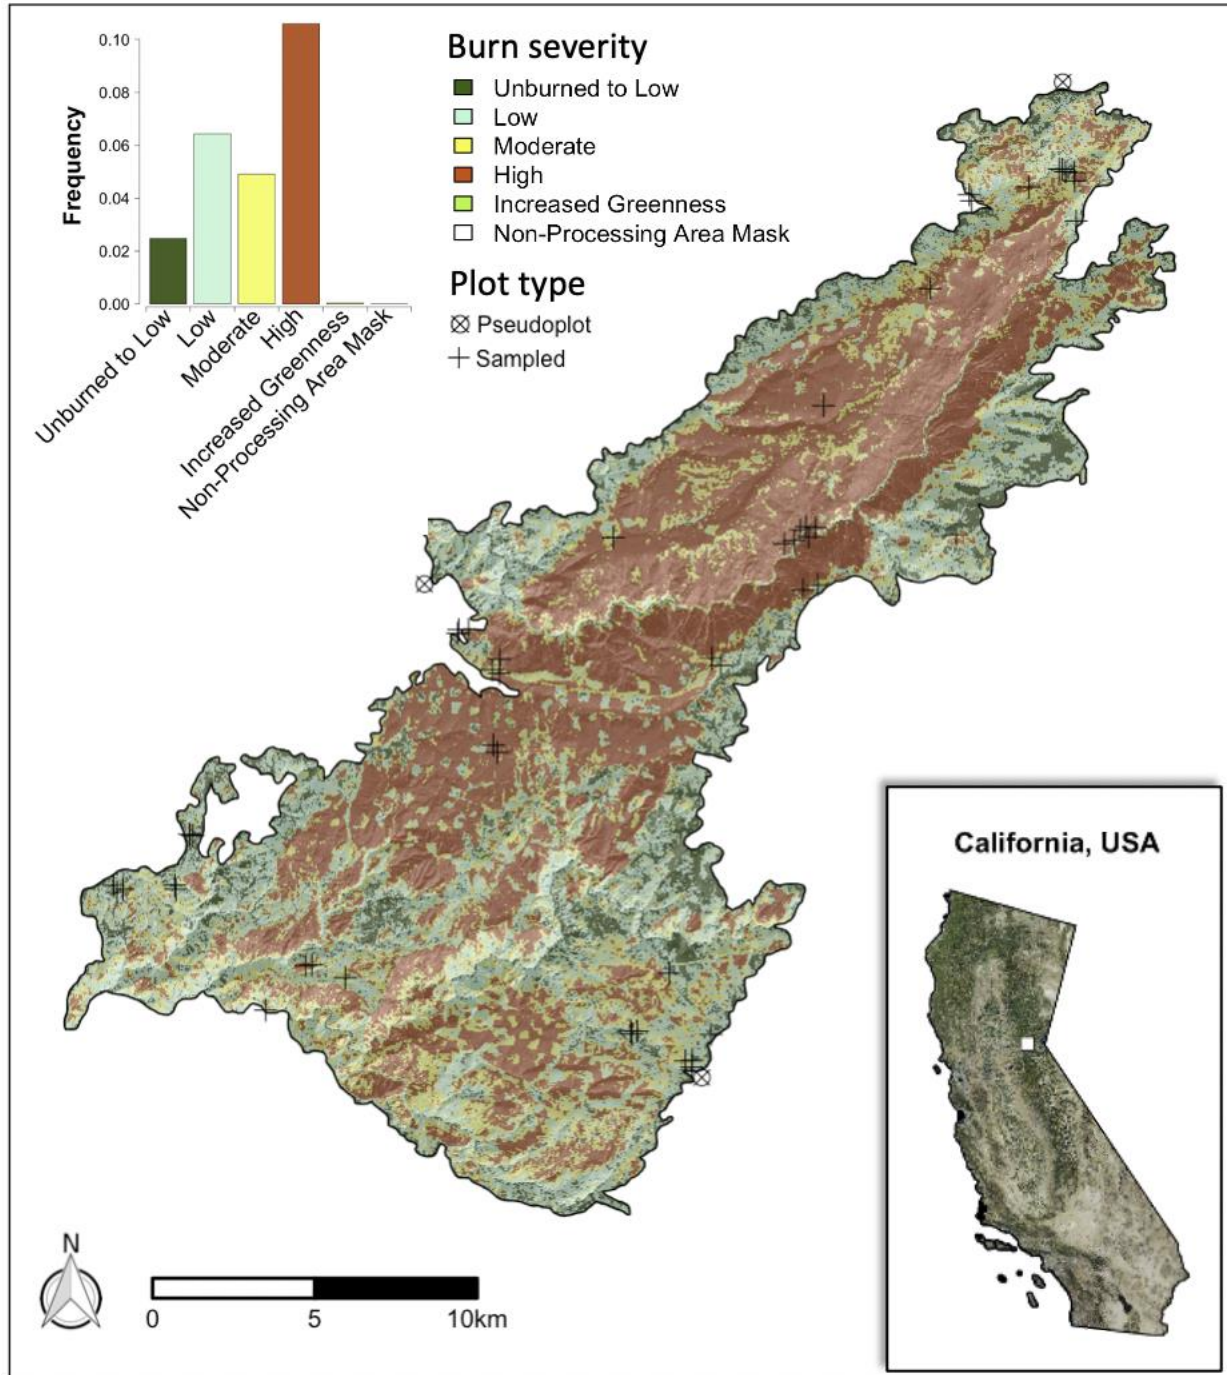 0.10
0.08
0.06
0.04
0.02
0.00
Frequency
Unburned to Low
Low
Moderate
High
Increased Greenness
Non-Processing Area Mask
Burn severity
Unburned to Low
Low
Moderate
High
Increased Greenness
Non-Processing Area Mask
Plot type
Pseudoplot
Sampled
California, USA
N
0
5
10km